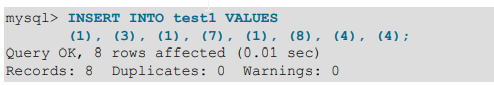 mysql> INSERT INTO test1 VALUES
(1), (3), (1), (7), (1), (8), (4), (4);
Query OK, 8 rows affected (0.01 sec)
Records: 8 Duplicates: 0 Warnings: 0